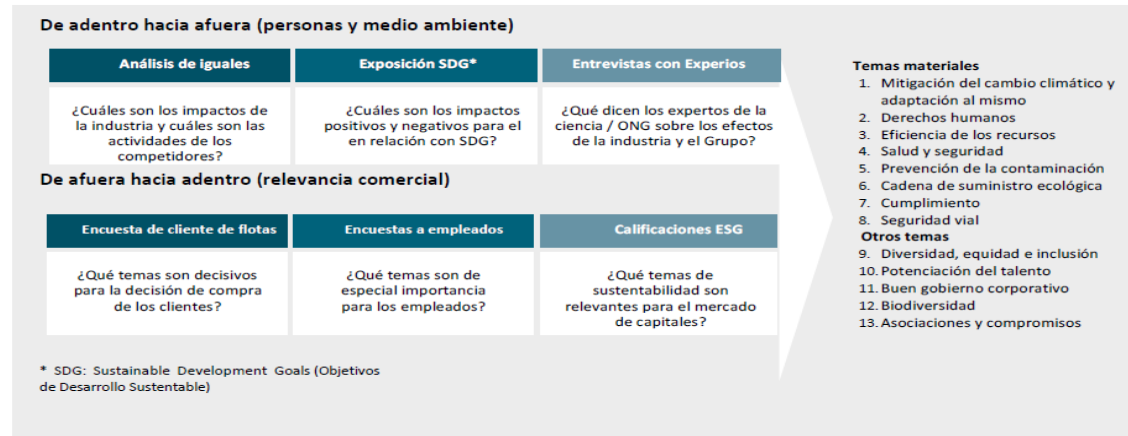 De adentro hacia afuera (personas y medio ambiente)
Análisis de iguales
¿Cuáles son los impactos de
la industria y cuáles son las
actividades de los
competidores?
Exposición SDG*
¿Cuáles son los impactos
positivos y negativos para el
en relación con SDG?
Entrevistas con Experios
¿Qué dicen los expertos de la
ciencia / ONG sobre los efectos
de la industria y el Grupo?
De afuera hacia adentro (relevancia comercial)
Encuesta de cliente de flotas
¿Qué temas son decisivos
para la decisión de compra
de los clientes?
Encuestas a empleados
¿Qué temas son de
especial importancia
para los empleados?
Calificaciones ESG
¿Qué temas de
sustentabilidad son
relevantes para el mercado
de capitales?
* SDG: Sustainable Development Goals (Objetivos
de Desarrollo Sustentable)
Temas materiales
1. Mitigación del cambio climático y
adaptación al mismo
2. Derechos humanos
3. Eficiencia de los recursos
4. Salud y seguridad
5. Prevención de la contaminación
6. Cadena de suministro ecológica
7. Cumplimiento
8. Seguridad vial
Otros temas
9. Diversidad, equidad e inclusión
10. Potenciación del talento
11. Buen gobierno corporativo
12. Biodiversidad
13. Asociaciones y compromisos